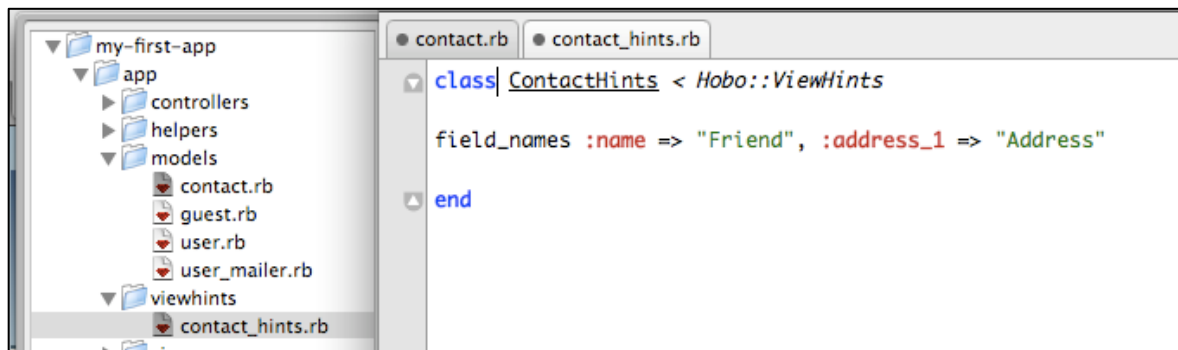 my-first-app
app
controllers
helpers
models
contact.rb
guest.rb
user.rb
user_mailer.rb
viewhints
contact_hints.rb
contact.rb
contact_hints.rb
class ContactHints < Hobo::ViewHints
field_names :name => "Friend", :address_1 => "Address"
end